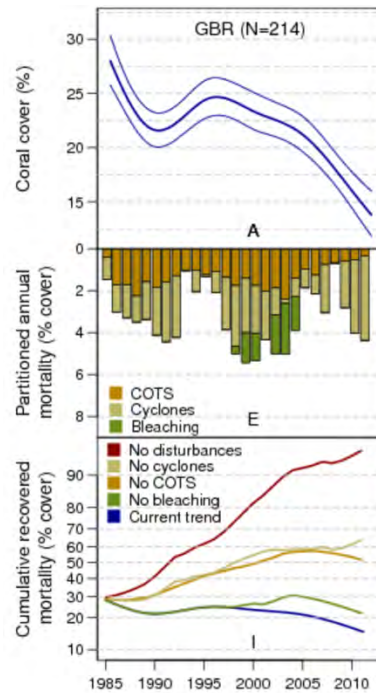 GBR (N=214)
Coral cover (%)
30
25
20
15
A
Partitioned annual
mortality (% cover)
0
2
4
6
8
COTS
Cyclones
Bleaching
E
Cumulative recovered
mortality (% cover)
90
80
70
60
50
40
30
20
10
No disturbances
No cyclones
No COTS
No bleaching
Current trend
I
1985 1990 1995 2000 2005 2010